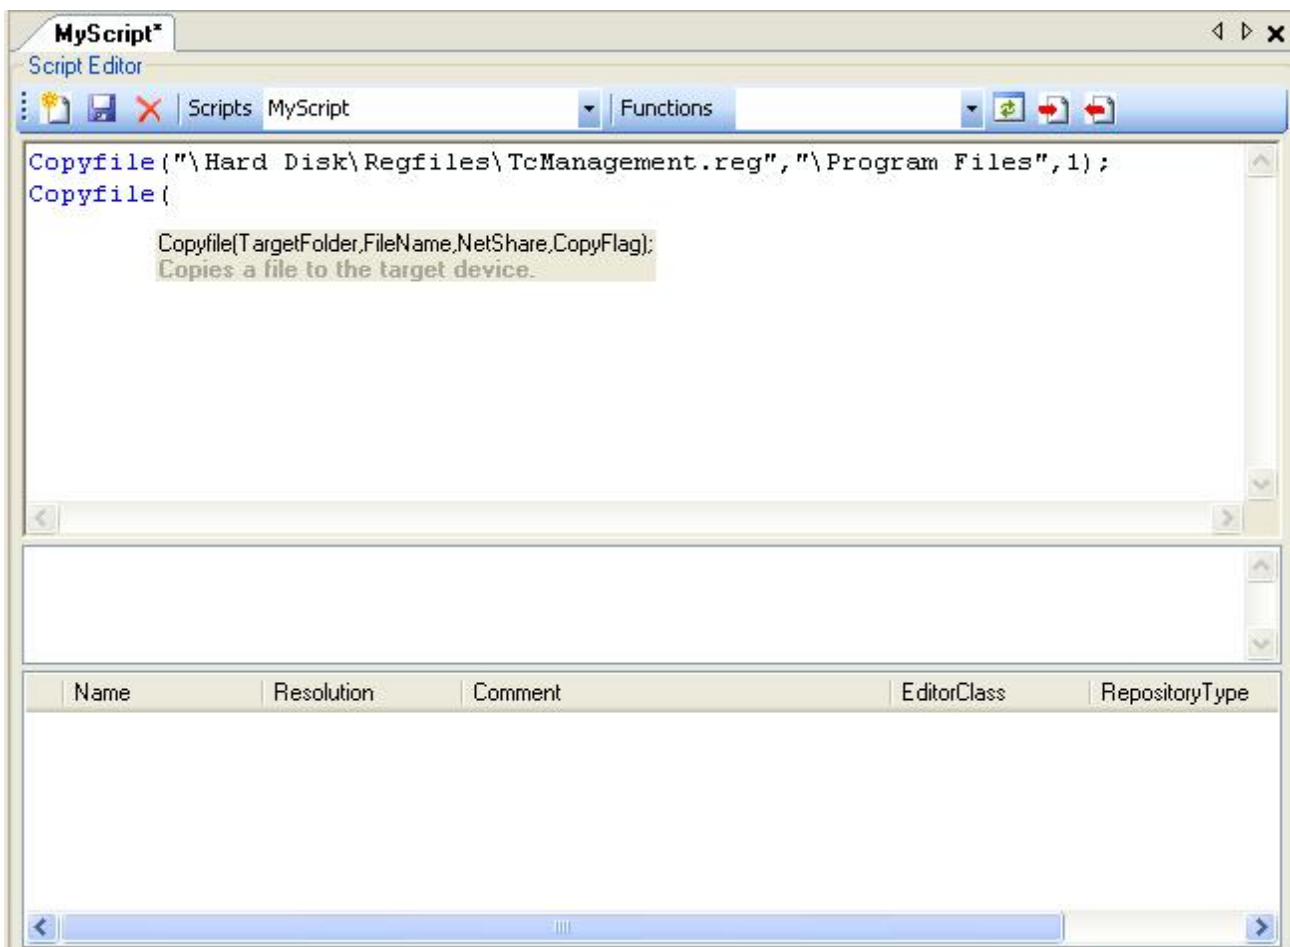 MyScript*
Script Editor
Scripts MyScript Functions
Copyfile("\Hard Disk\Regfiles\TcManagement.reg","\Program Files",1);
Copyfile(
Copyfile(TargetFolder,FileName,NetShare,CopyFlag);
Copies a file to the target device.
Name Resolution Comment EditorClass RepositoryType